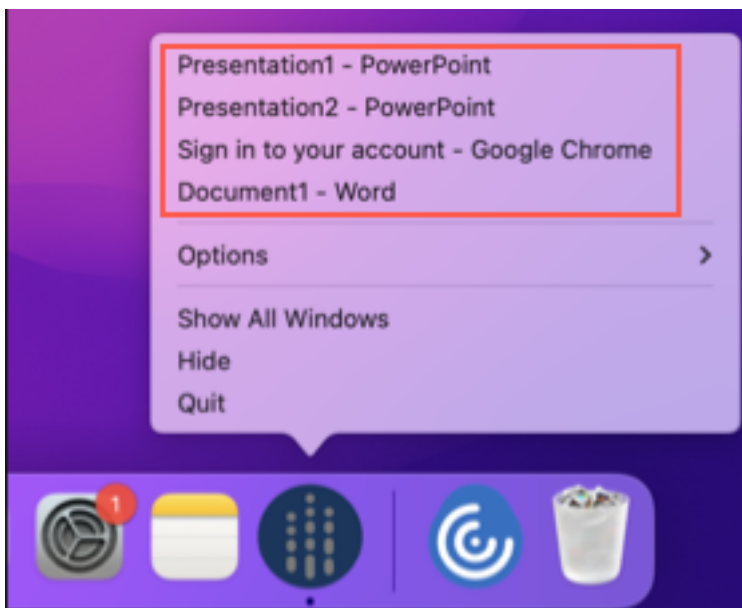 Presentation1 - PowerPoint
Presentation2 - PowerPoint
Sign in to your account - Google Chrome
Document1 - Word
Options
Show All Windows
Hide
Quit
1